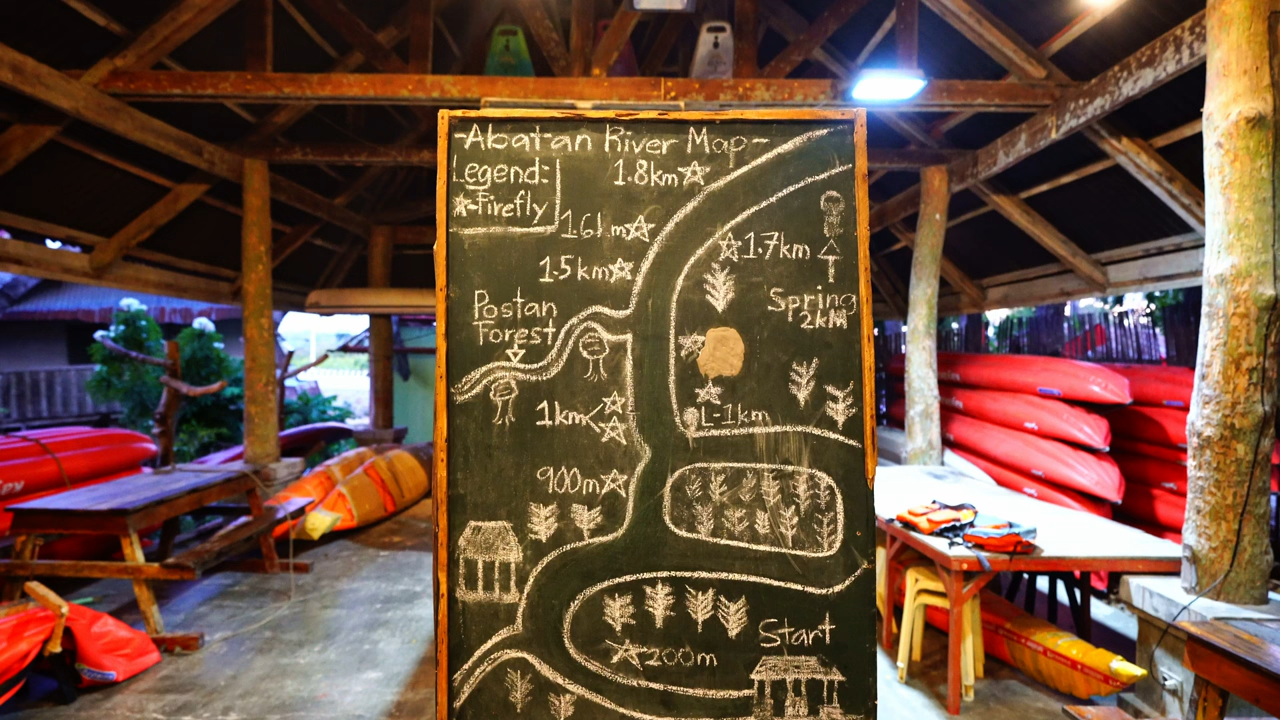 -Abatan River Map-
Legend:
-Firefly
1.8km
1.6km
1.5km
1.7km
Spring
2km
Postan
Forest
1km
L-1km
900m
Start
200m